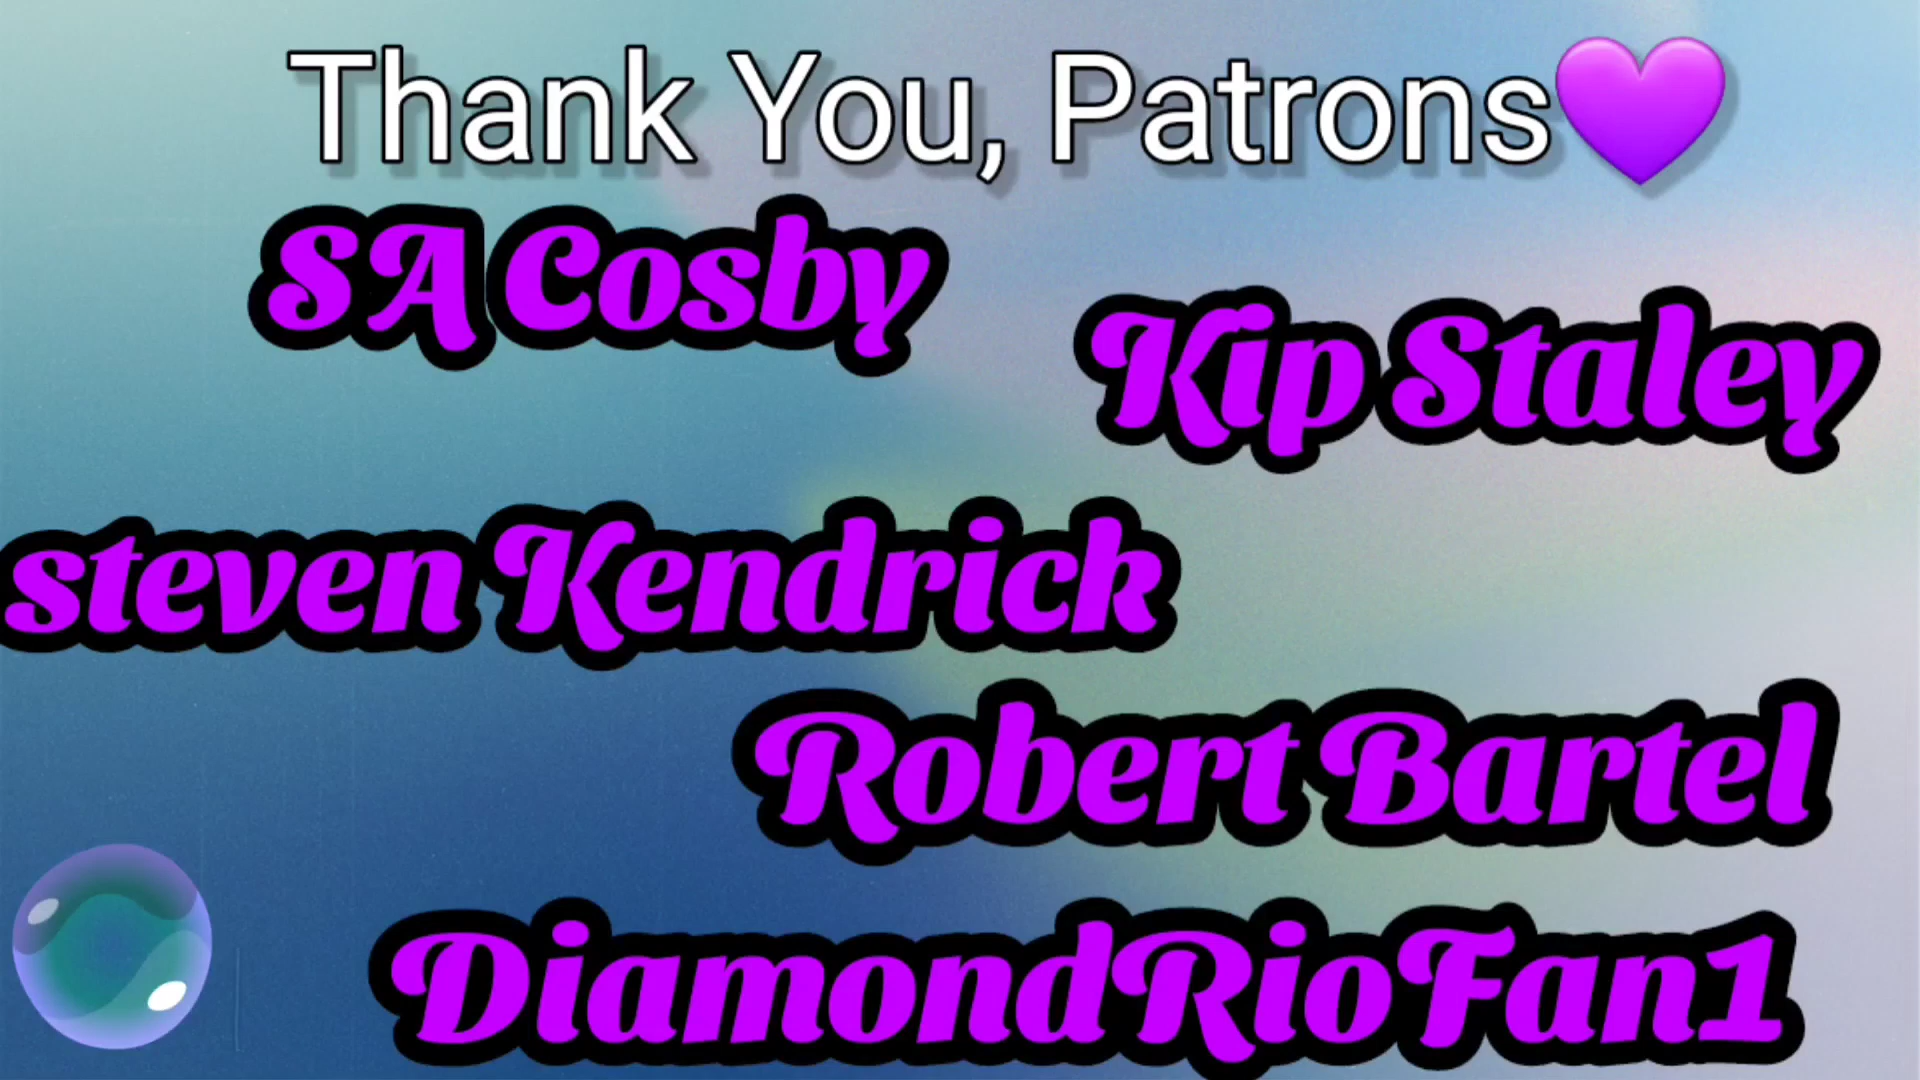 Thank You, Patrons💜
SA Cosby
Kip Staley
steven Kendrick
Robert Bartel
DiamondRioFan1